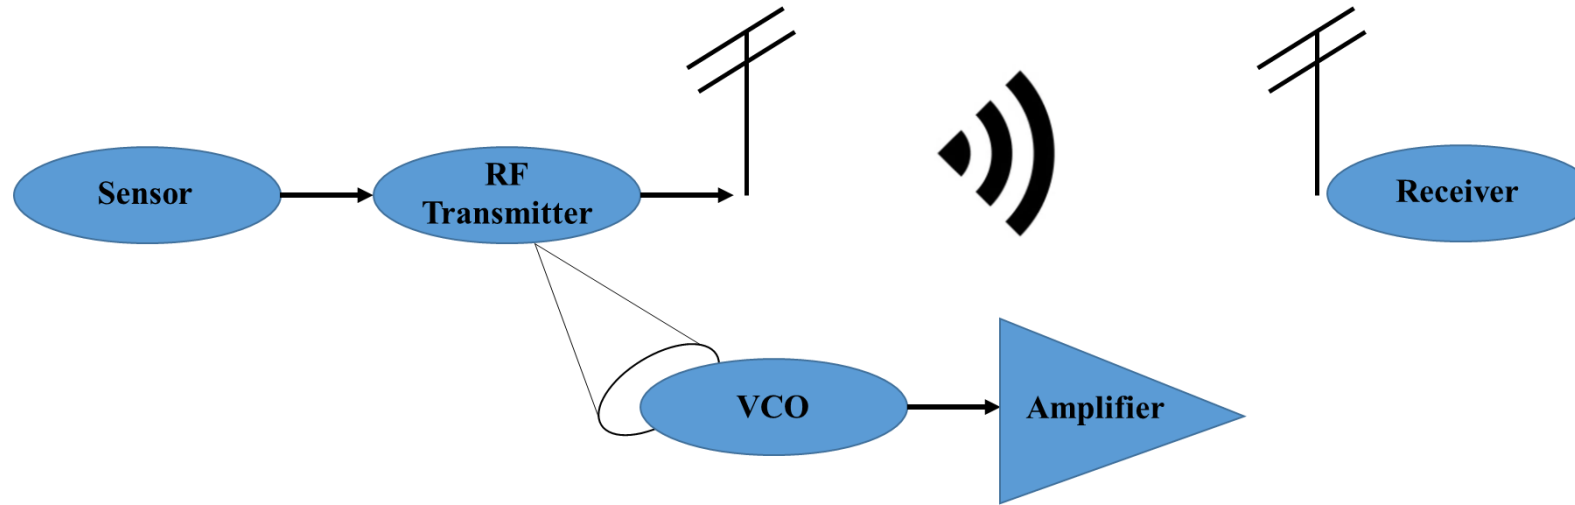 Sensor
RF
Transmitter
Receiver
VCO
Amplifier